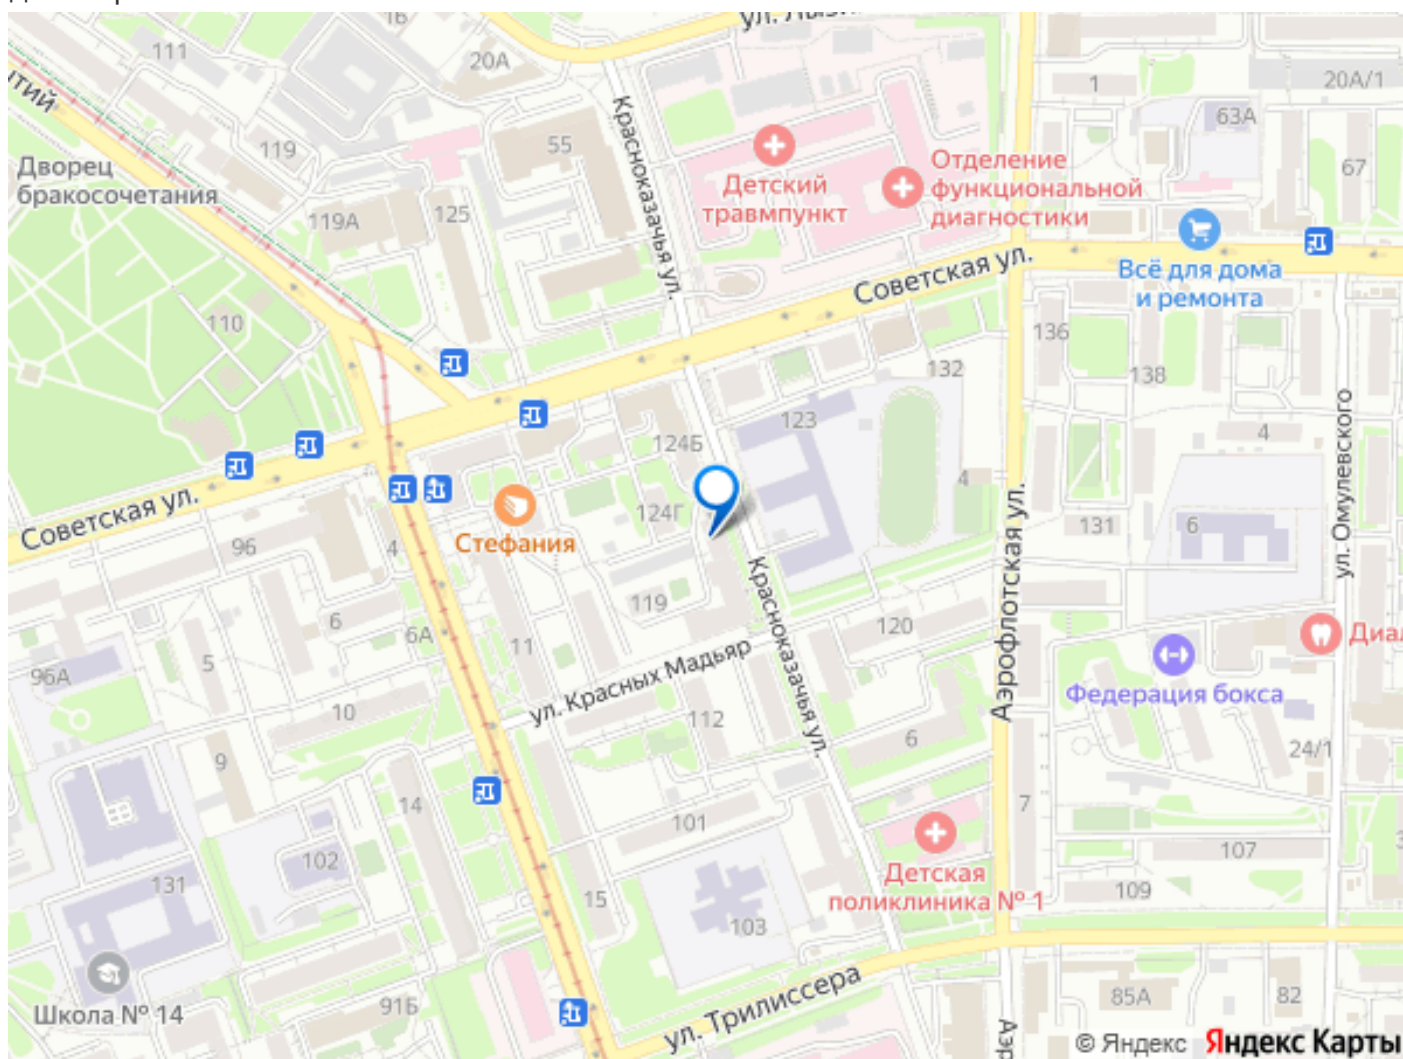 1Б
111
20А
1
20А/1
63А
55
119
Дворец
бракосочетания
67
Детский
травмпункт
Отделение
функциональной
диагностики
119А
125
Красноказачья ул.
Советская ул.
Всё для дома
и ремонта
110
136
132
138
123
124Б
4
ул. Омулевского
124Г
4
131
6
Советская ул.
96
4
Стефания
Аэрофлотская ул.
Красноказачья ул.
119
6
6А
11
120
5
96А
ул. Красных Мадьяр
Федерация бокса
10
112
6
24/1
9
14
101
7
Детская
поликлиника № 1
107
109
102
131
15
103
Школа № 14
91Б
ул. Трилиссера
85А
82
© Яндекс Яндекс Карты